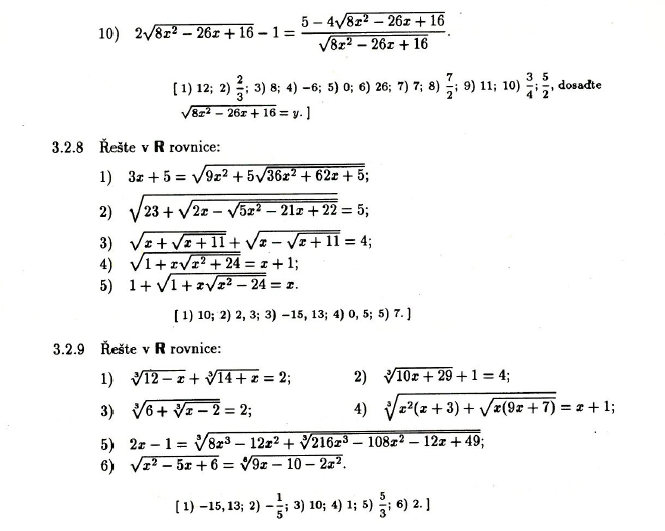 10) 2√(8x² − 26x + 16) − 1 = (5 − 4√(8x² − 26x + 16)) / √(8x² − 26x + 16).
[ 1) 12; 2) 2/3; 3) 8; 4) −6; 5) 0; 6) 26; 7) 7; 8) 7/2; 9) 11; 10) 3/4; 5/2, dosaďte
√(8x² − 26x + 16) = y. ]
3.2.8 Řešte v R rovnice:
1) 3x + 5 = √(9x² + 5√(36x² + 62x + 5));
2) √(23 + √(2x − √(5x² − 21x + 22))) = 5;
3) √(x + √(x + 11)) + √(x − √(x + 11)) = 4;
4) √(1 + x√(x² + 24)) = x + 1;
5) 1 + √(1 + x√(x² − 24)) = x.
[ 1) 10; 2) 2, 3; 3) −15, 13; 4) 0, 5; 5) 7. ]
3.2.9 Řešte v R rovnice:
1) ∛(12 − x) + ∛(14 + x) = 2; 2) ∛(10x + 29) + 1 = 4;
3) ∛(6 + ∛(x − 2)) = 2; 4) ∛(x²(x + 3) + √(x(9x + 7))) = x + 1;
5) 2x − 1 = ∛(8x³ − 12x² + ∛(216x³ − 108x² − 12x + 49));
6) √(x² − 5x + 6) = ⁶√(9x − 10 − 2x²).
[ 1) −15, 13; 2) −1/5; 3) 10; 4) 1; 5) 5/3; 6) 2. ]